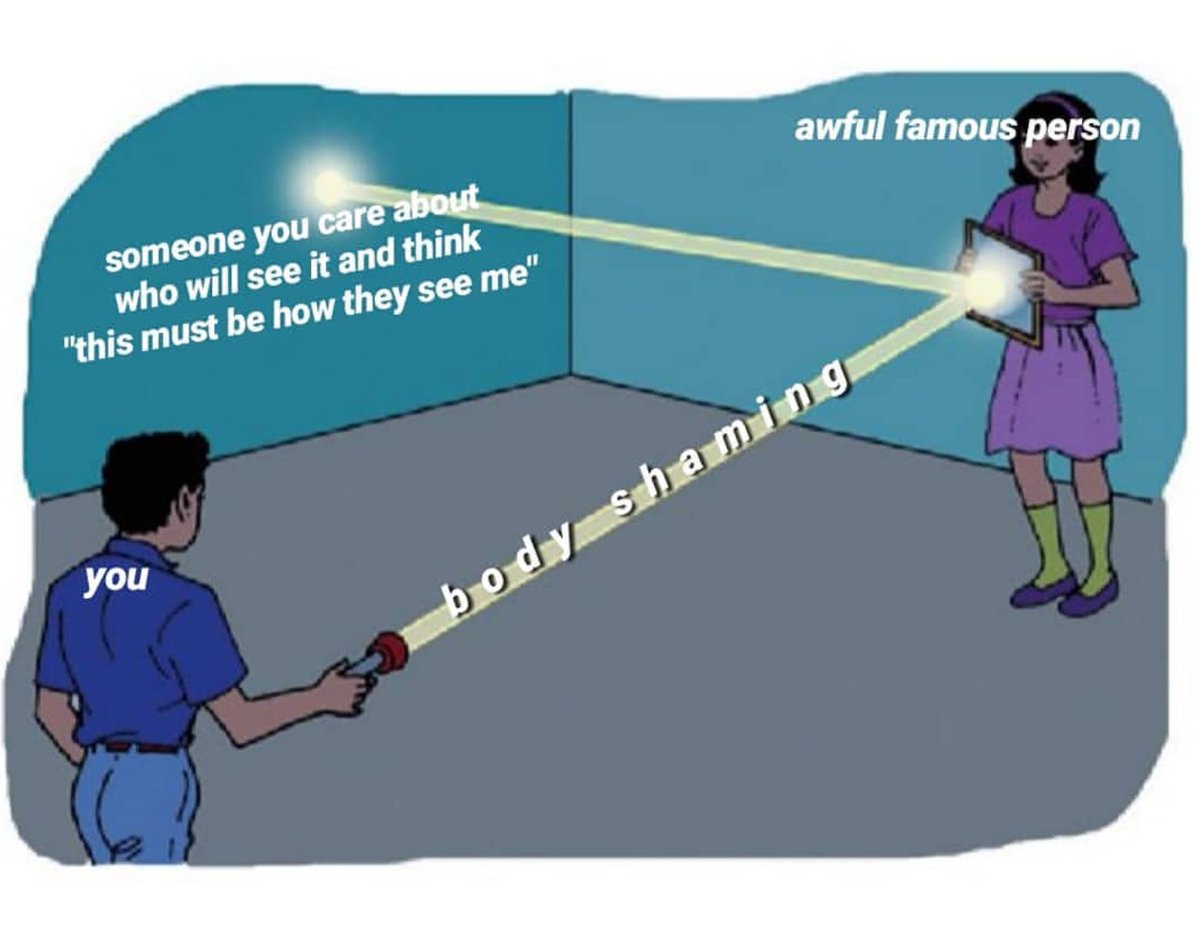 awful famous person
someone you care about
who will see it and think
"this must be how they see me"
body shaming
you